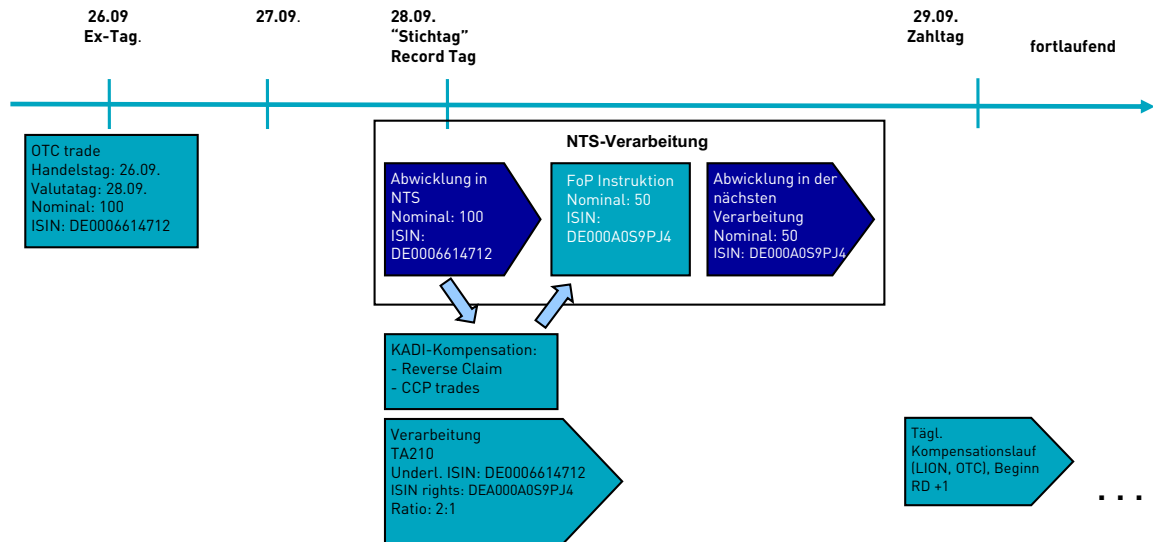 26.09
Ex-Tag.
27.09.
28.09.
“Stichtag”
Record Tag
29.09.
Zahltag
fortlaufend
OTC trade
Handelstag: 26.09.
Valutatag: 28.09.
Nominal: 100
ISIN: DE0006614712
NTS-Verarbeitung
Abwicklung in
NTS
Nominal: 100
ISIN:
DE0006614712
FoP Instruktion
Nominal: 50
ISIN:
DE000A0S9PJ4
Abwicklung in der
nächsten
Verarbeitung
Nominal: 50
ISIN: DE000A0S9PJ4
KADI-Kompensation:
- Reverse Claim
- CCP trades
Verarbeitung
TA210
Underl. ISIN: DE0006614712
ISIN rights: DEA000A0S9PJ4
Ratio: 2:1
Tägl.
Kompensationslauf
(LION, OTC), Beginn
RD +1
. . .